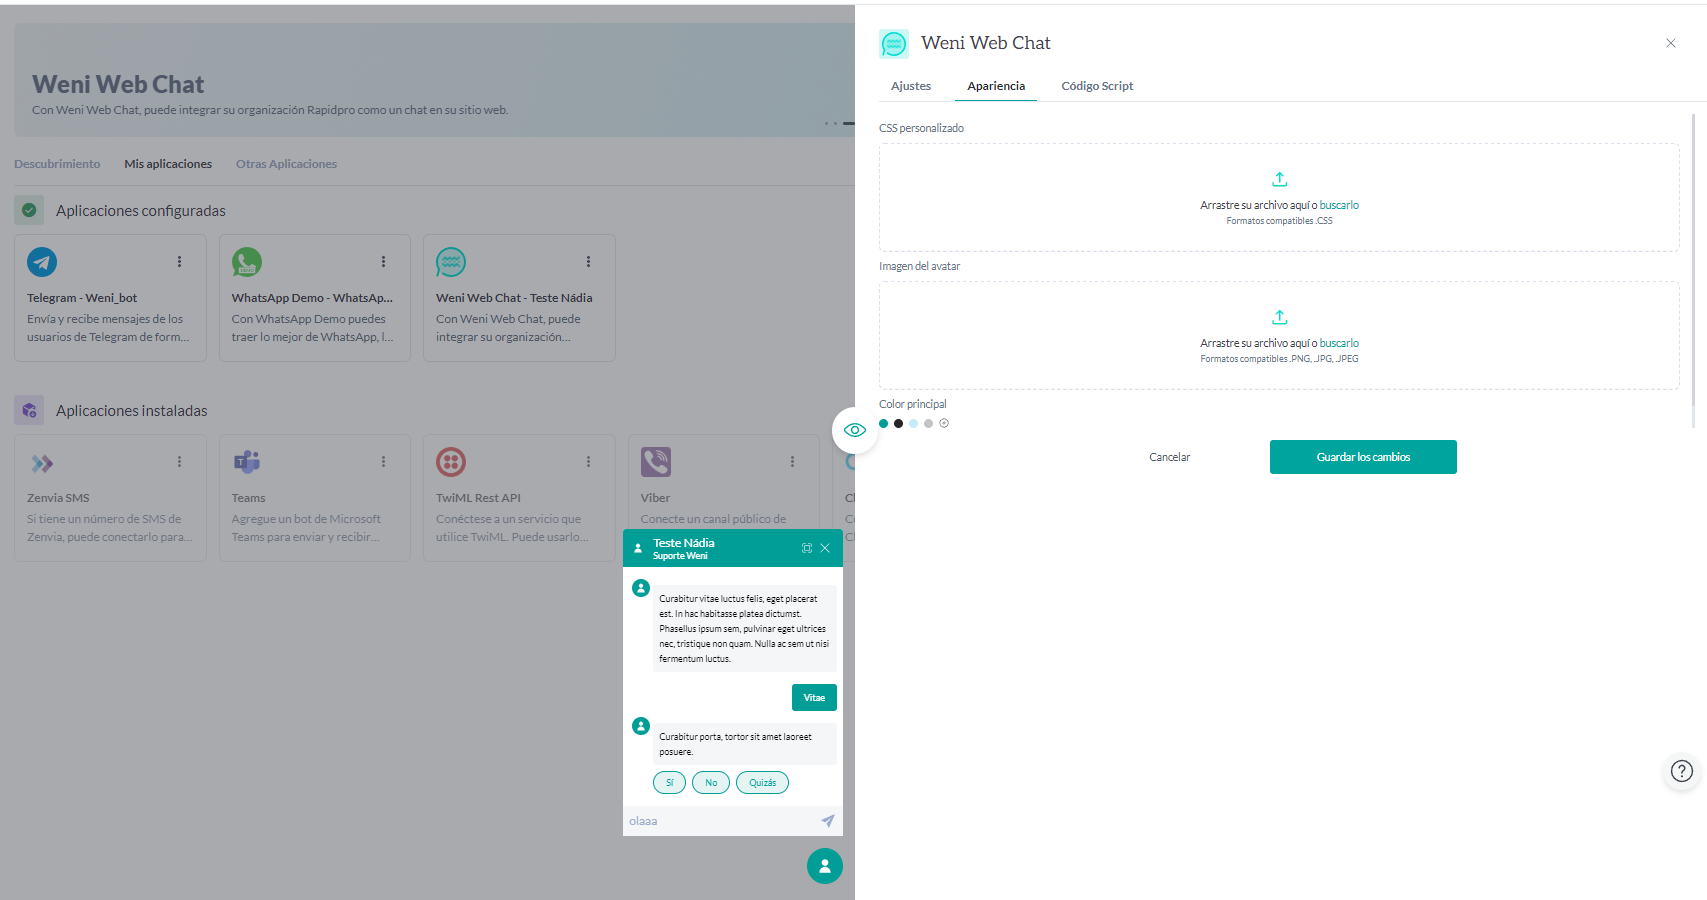 Weni Web Chat
Con Weni Web Chat, puede integrar su organización Rapidpro como un chat en su sitio web.
Descubrimiento
Mis aplicaciones
Otras Aplicaciones
Aplicaciones configuradas
Telegram - Weni_bot
Envía y recibe mensajes de los
usuarios de Telegram de form...
WhatsApp Demo - WhatsAp...
Con WhatsApp Demo puedes
traer lo mejor de WhatsApp, l...
Weni Web Chat - Teste Nádia
Con Weni Web Chat, puede
integrar su organización...
Aplicaciones instaladas
Zenvia SMS
Si tiene un número de SMS de
Zenvia, puede conectarlo para...
Teams
Agregue un bot de Microsoft
Teams para enviar y recibir...
TwiML Rest API
Conéctese a un servicio que
utilice TwiML. Puede usarlo...
Viber
Conecte un canal público de
Teste Nádia
Suporte Weni
Curabitur vitae luctus felis, eget placerat
est. In hac habitasse platea dictumst.
Phasellus ipsum sem, pulvinar eget ultrices
nec, tristique non quam. Nulla ac sem ut nisi
fermentum luctus.
Vitae
Curabitur porta, tortor sit amet laoreet
posuere.
Sí
No
Quizás
olaaa
Weni Web Chat
Ajustes
Apariencia
Código Script
CSS personalizado
Arrastre su archivo aquí o buscarlo
Formatos compatibles .CSS
Imagen del avatar
Arrastre su archivo aquí o buscarlo
Formatos compatibles .PNG, .JPG, .JPEG
Color principal
Cancelar
Guardar los cambios